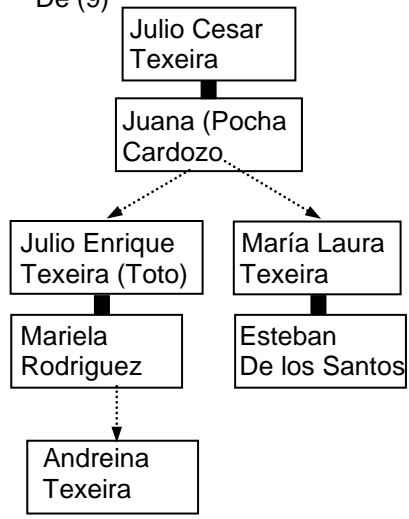 De (9)
Julio Cesar
Texeira
Juana (Pocha
Cardozo
Julio Enrique
Texeira (Toto)
María Laura
Texeira
Mariela
Rodriguez
Esteban
De los Santos
Andreina
Texeira